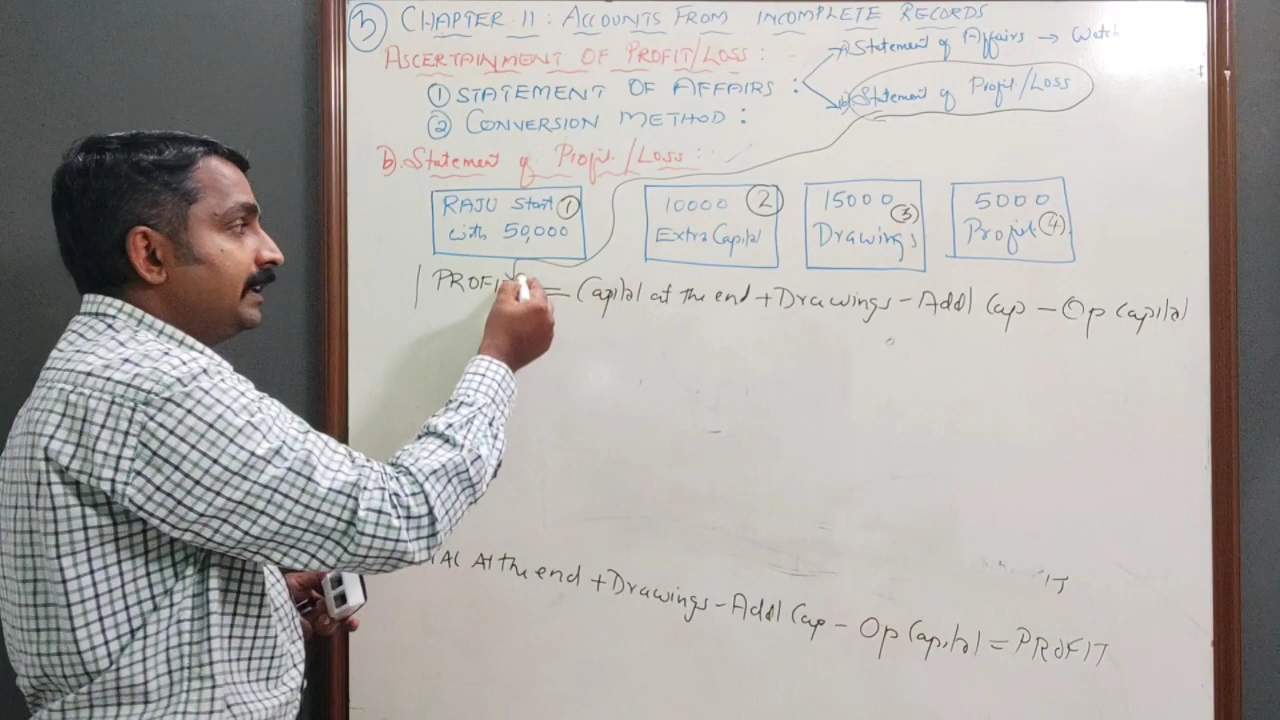 ③ CHAPTER 11: ACCOUNTS FROM INCOMPLETE RECORDS
ASCERTAINMENT OF PROFIT/LOSS:
a) Statement of Affairs → Watch
① STATEMENT OF AFFAIRS:
b) Statement of Profit/Loss
② CONVERSION METHOD:
b). Statement of Profit/Loss:
RAJU Start ①
with 50,000
10000 ②
Extra Capital
15000 ③
Drawings
5000
Profit ④
= Capital at the end + Drawings - Addl Cap - Op Capital
At the end + Drawings - Addl Cap - Op Capital = PROFIT